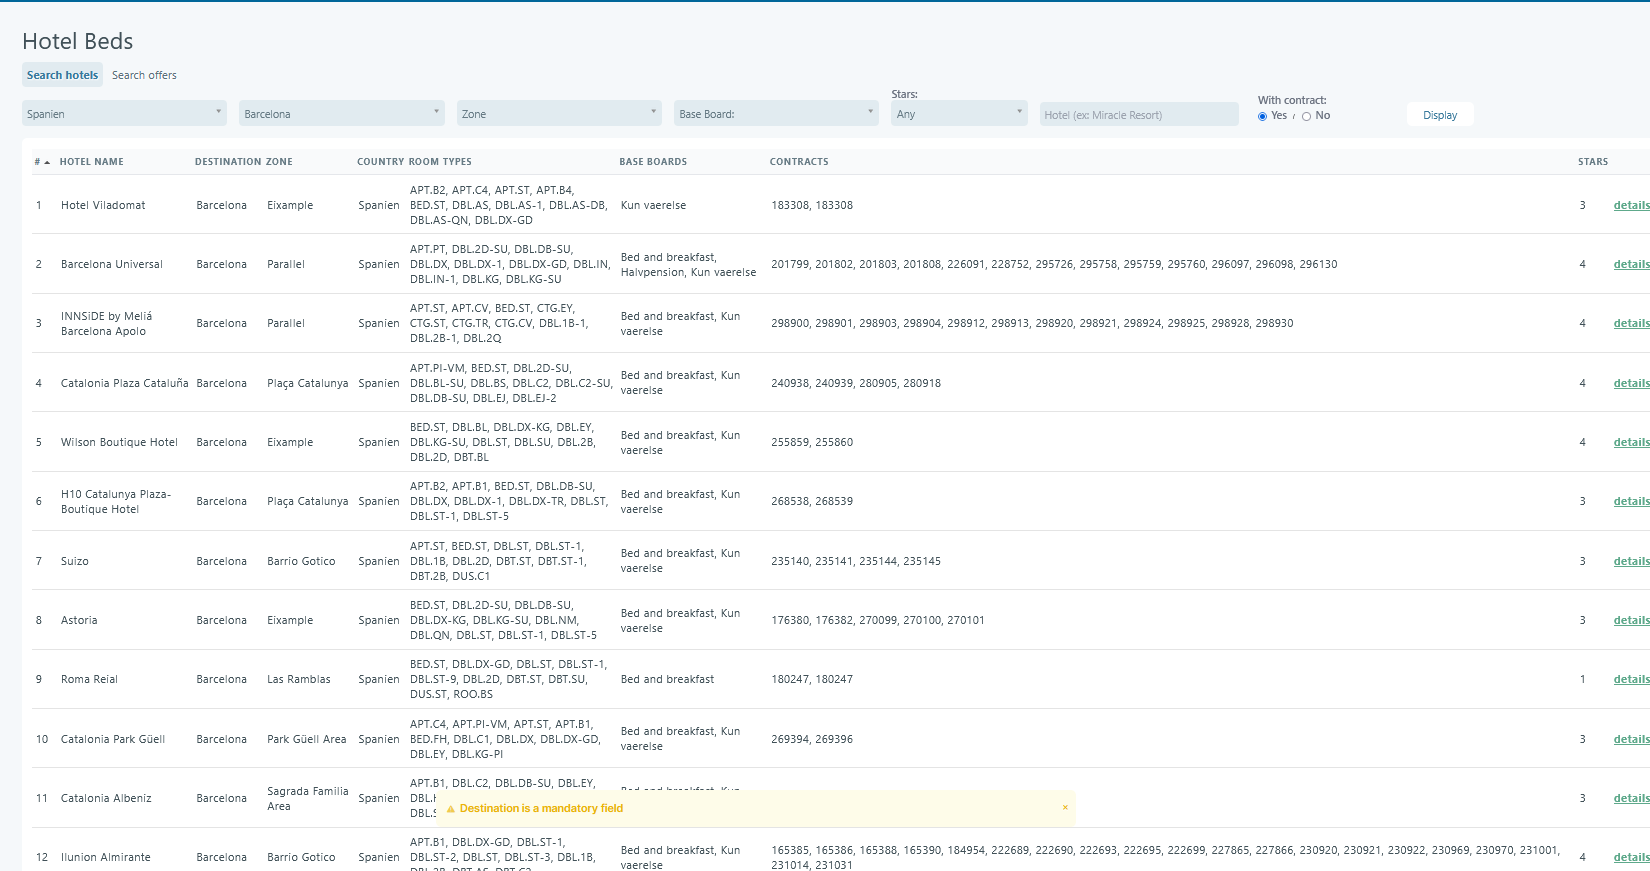 Hotel Beds
Search hotels Search offers
Stars:
With contract:
Spanien Barcelona Zone Base Board: Any Hotel (ex: Miracle Resort) Yes / No Display
# HOTEL NAME DESTINATION ZONE COUNTRY ROOM TYPES BASE BOARDS CONTRACTS STARS
APT.B2, APT.C4, APT.ST, APT.B4,
1 Hotel Viladomat Barcelona Eixample Spanien BED.ST, DBL.AS, DBL.AS-1, DBL.AS-DB, Kun vaerelse 183308, 183308 3 details
DBL.AS-QN, DBL.DX-GD
APT.PT, DBL.2D-SU, DBL.DB-SU, Bed and breakfast,
2 Barcelona Universal Barcelona Parallel Spanien DBL.DX, DBL.DX-1, DBL.DX-GD, DBL.IN, Halvpension, Kun vaerelse 201799, 201802, 201803, 201808, 226091, 228752, 295726, 295758, 295759, 295760, 296097, 296098, 296130 4 details
DBL.IN-1, DBL.KG, DBL.KG-SU
INNSiDE by Meliá APT.ST, APT.CV, BED.ST, CTG.EY, Bed and breakfast, Kun
3 Barcelona Apolo Barcelona Parallel Spanien CTG.ST, CTG.TR, CTG.CV, DBL.1B-1, vaerelse 298900, 298901, 298903, 298904, 298912, 298913, 298920, 298921, 298924, 298925, 298928, 298930 4 details
DBL.2B-1, DBL.2Q
APT.PI-VM, BED.ST, DBL.2D-SU, Bed and breakfast, Kun
4 Catalonia Plaza Cataluña Barcelona Plaça Catalunya Spanien DBL.BL-SU, DBL.BS, DBL.C2, DBL.C2-SU, vaerelse 240938, 240939, 280905, 280918 4 details
DBL.DB-SU, DBL.EJ, DBL.EJ-2
BED.ST, DBL.BL, DBL.DX-KG, DBL.EY, Bed and breakfast, Kun
5 Wilson Boutique Hotel Barcelona Eixample Spanien DBL.KG-SU, DBL.ST, DBL.SU, DBL.2B, vaerelse 255859, 255860 4 details
DBL.2D, DBT.BL
H10 Catalunya Plaza- APT.B2, APT.B1, BED.ST, DBL.DB-SU, Bed and breakfast, Kun
6 Boutique Hotel Barcelona Plaça Catalunya Spanien DBL.DX, DBL.DX-1, DBL.DX-TR, DBL.ST, vaerelse 268538, 268539 3 details
DBL.ST-1, DBL.ST-5
APT.ST, BED.ST, DBL.ST, DBL.ST-1, Bed and breakfast, Kun
7 Suizo Barcelona Barrio Gotico Spanien DBL.1B, DBL.2D, DBT.ST, DBT.ST-1, vaerelse 235140, 235141, 235144, 235145 3 details
DBT.2B, DUS.C1
BED.ST, DBL.2D-SU, DBL.DB-SU, Bed and breakfast, Kun
8 Astoria Barcelona Eixample Spanien DBL.DX-KG, DBL.KG-SU, DBL.NM, vaerelse 176380, 176382, 270099, 270100, 270101 3 details
DBL.QN, DBL.ST, DBL.ST-1, DBL.ST-5
BED.ST, DBL.DX-GD, DBL.ST, DBL.ST-1,
9 Roma Reial Barcelona Las Ramblas Spanien DBL.ST-9, DBL.2D, DBT.ST, DBT.SU, Bed and breakfast 180247, 180247 1 details
DUS.ST, ROO.BS
APT.C4, APT.PI-VM, APT.ST, APT.B1, Bed and breakfast, Kun
10 Catalonia Park Güell Barcelona Park Güell Area Spanien BED.FH, DBL.C1, DBL.DX, DBL.DX-GD, vaerelse 269394, 269396 3 details
DBL.EY, DBL.KG-PI
Sagrada Familia APT.B1, DBL.C2, DBL.DB-SU, DBL.EY,
11 Catalonia Albeniz Barcelona Area Spanien 3 details
Destination is a mandatory field ×
APT.B1, DBL.DX-GD, DBL.ST-1, Bed and breakfast, Kun 165385, 165386, 165388, 165390, 184954, 222689, 222690, 222693, 222695, 222699, 227865, 227866, 230920, 230921, 230922, 230969, 230970, 231001,
12 Ilunion Almirante Barcelona Barrio Gotico Spanien DBL.ST-2, DBL.ST, DBL.ST-3, DBL.1B, vaerelse 231014, 231031 4 details